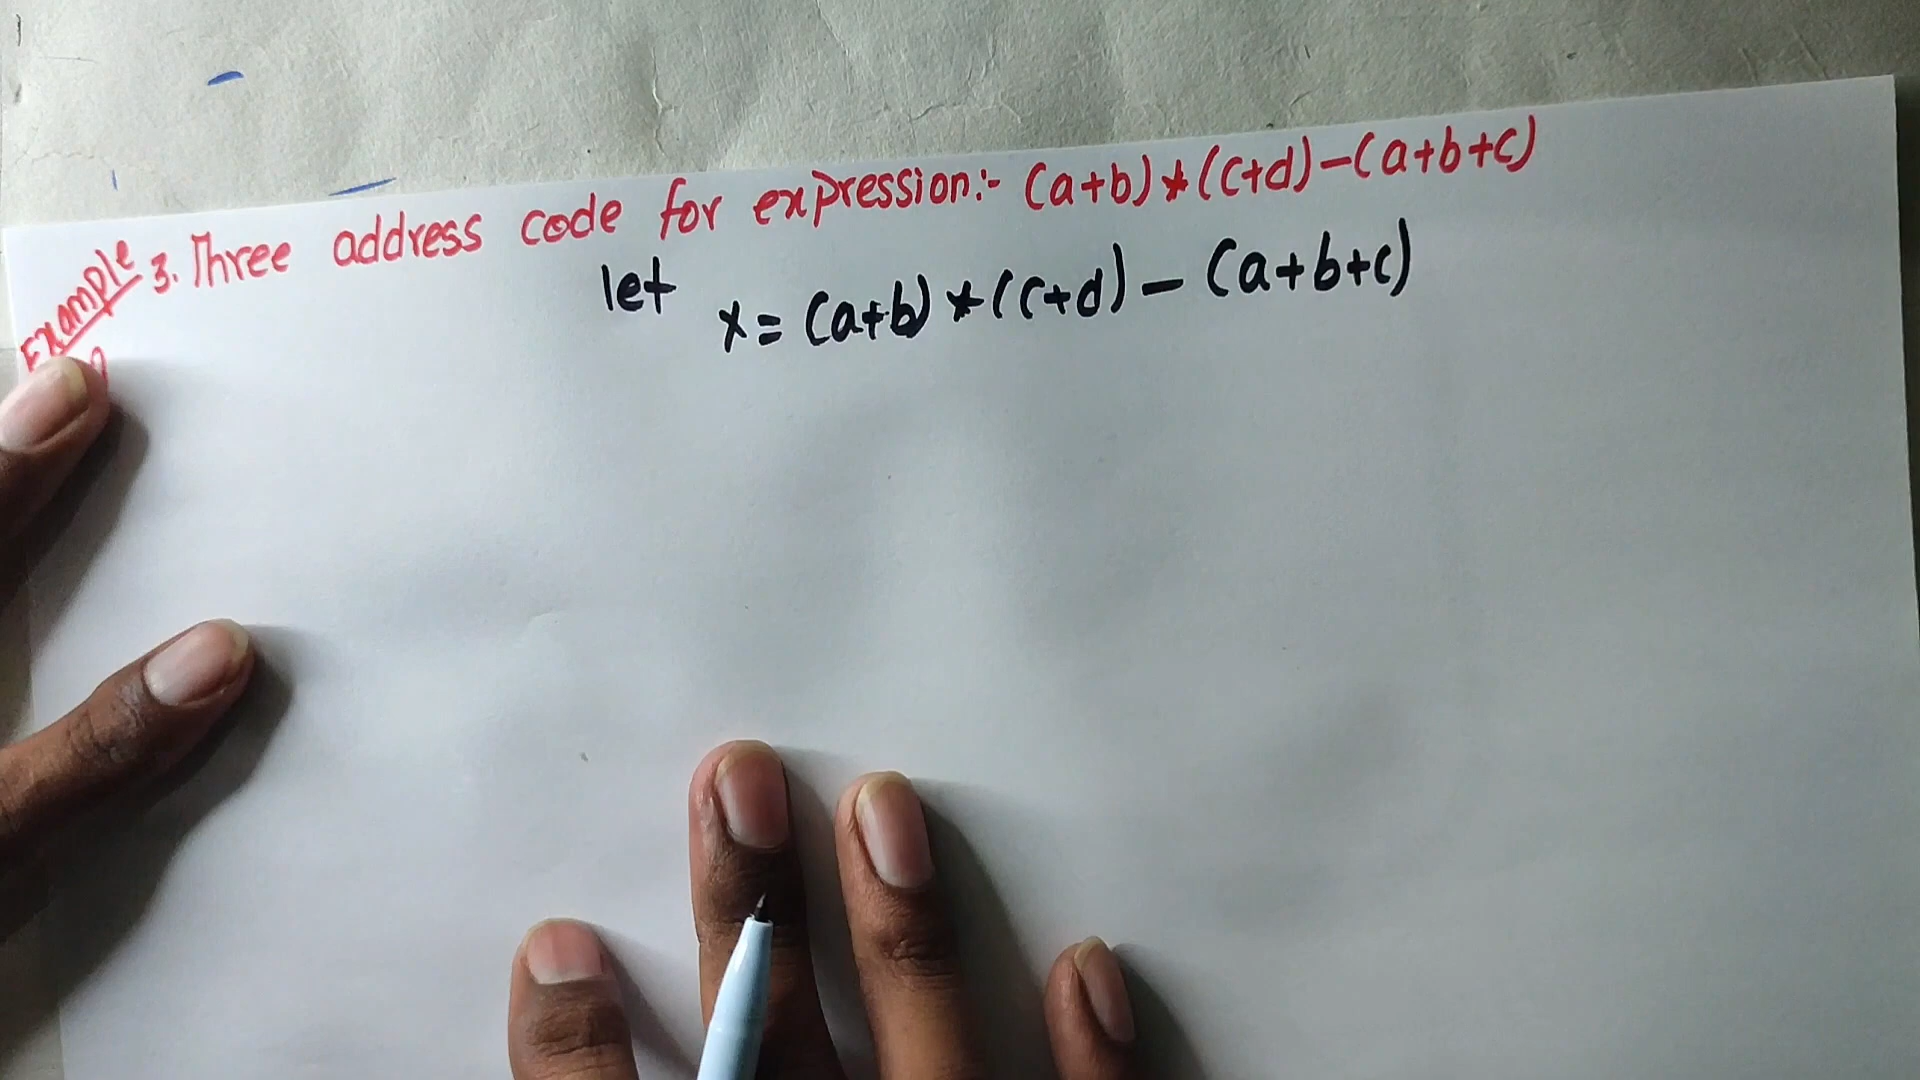 Example 3. Three address code for expression:- (a+b)*(c+d)-(a+b+c)
let x = (a+b)*(c+d) - (a+b+c)